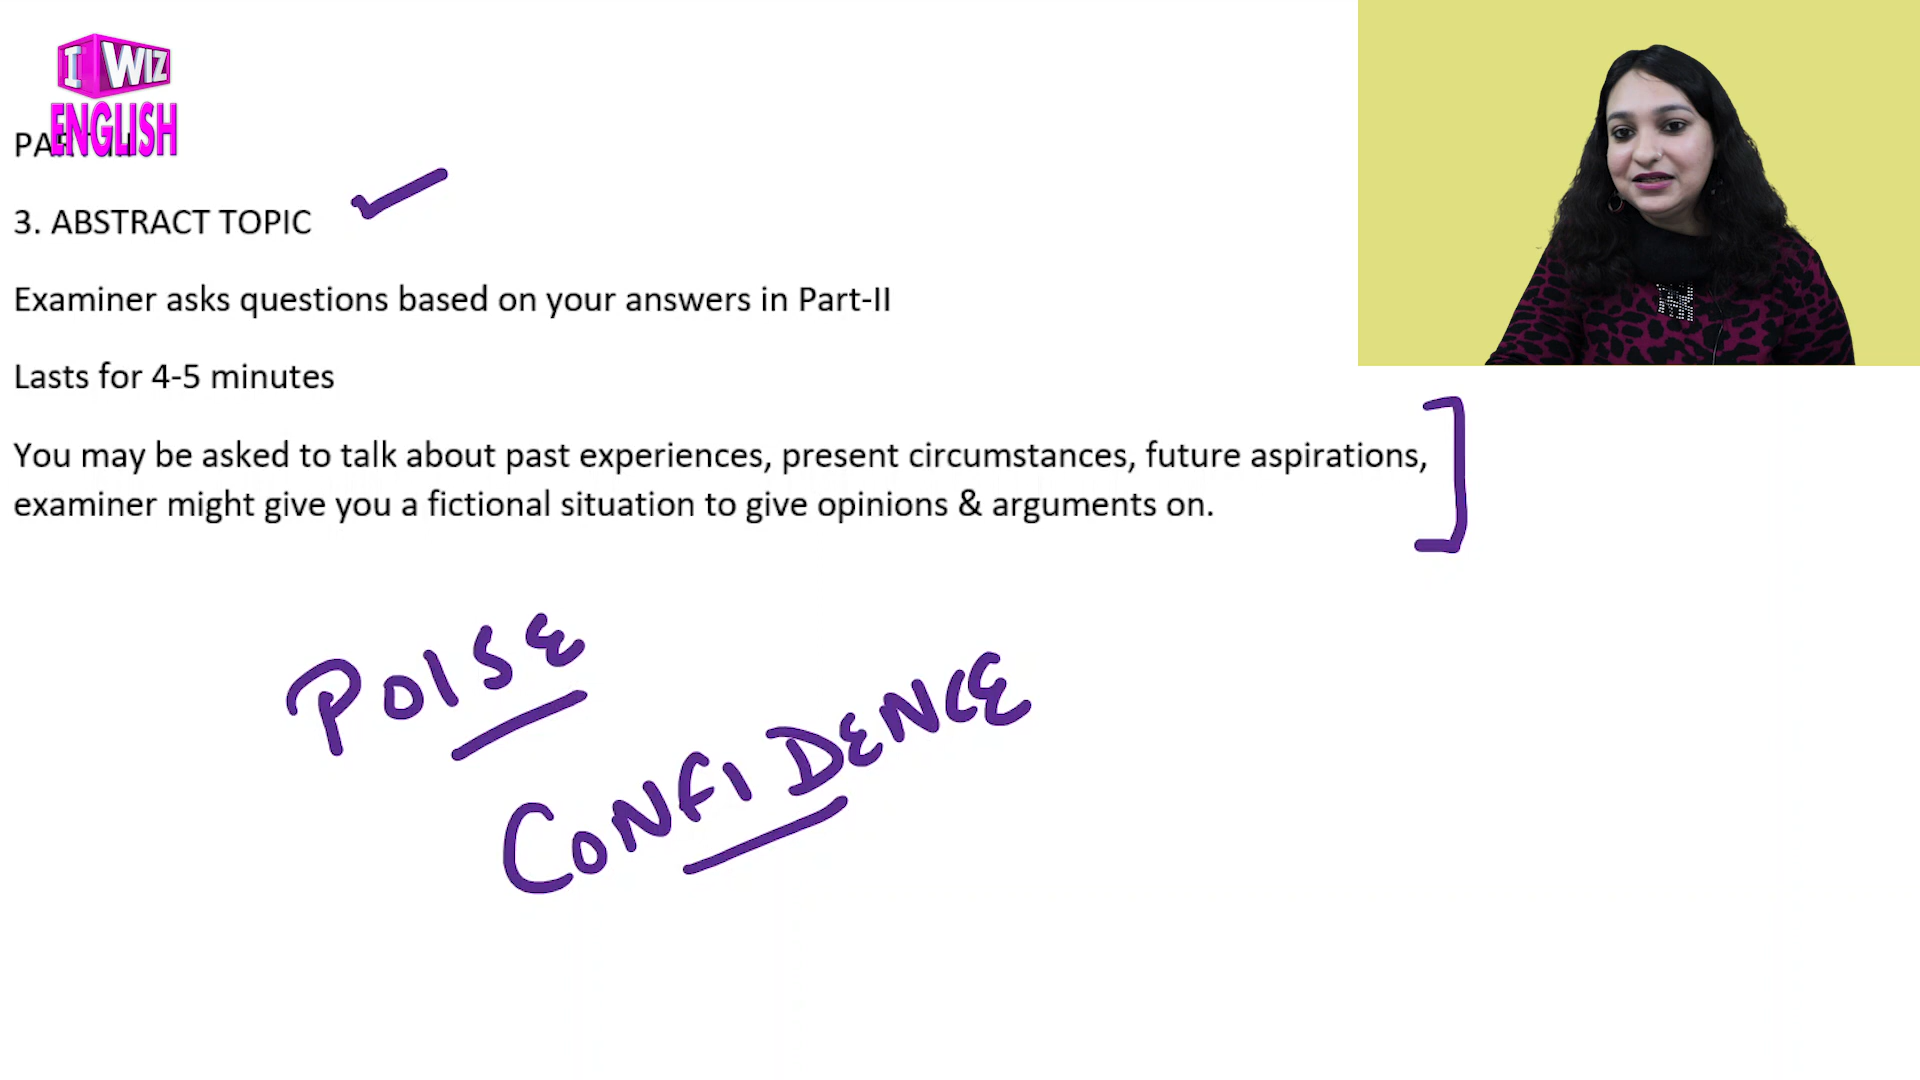 I WIZ
ENGLISH
3. ABSTRACT TOPIC
Examiner asks questions based on your answers in Part-II
Lasts for 4-5 minutes
You may be asked to talk about past experiences, present circumstances, future aspirations,
examiner might give you a fictional situation to give opinions & arguments on.
POISE
CONFIDENCE